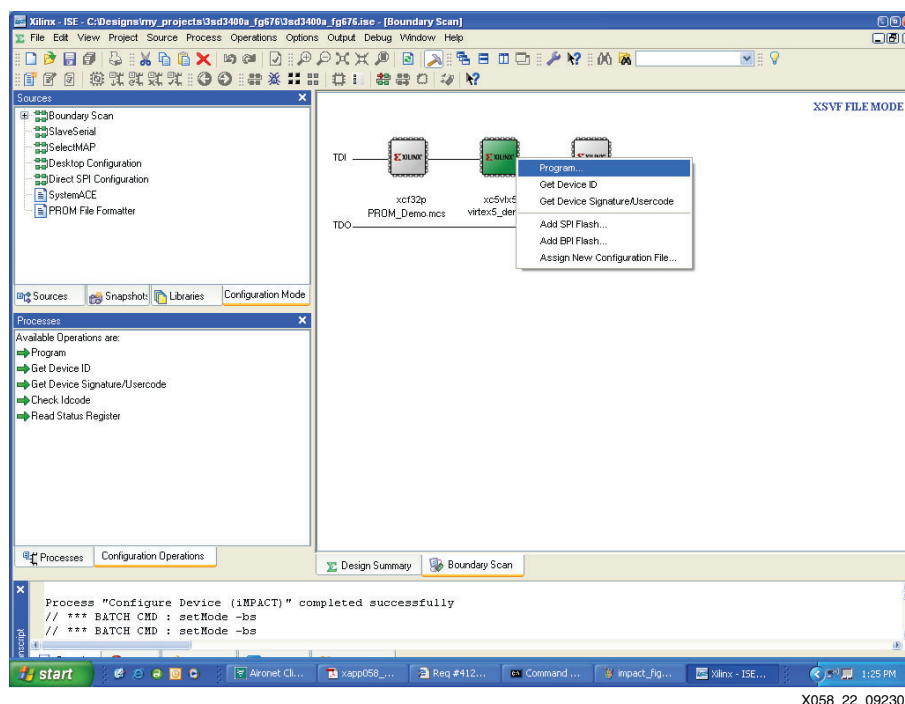 Xilinx - ISE - C:\Designs\my_projects\3sd3400a_fg676\3sd3400a_fg676.ise - [Boundary Scan]
File Edit View Project Source Process Operations Options Output Debug Window Help
Sources
XSVF FILE MODE
Boundary Scan
SlaveSerial
SelectMAP
Desktop Configuration
Direct SPI Configuration
SystemACE
PROM File Formatter
TDI
XILINX
XILINX
XILINX
Program...
Get Device ID
Get Device Signature/Usercode
Add SPI Flash...
Add BPI Flash...
Assign New Configuration File...
xcf32p
xc5vlx5
PROM_Demo.mcs
virtex5_der
TDO
Sources
Snapshots
Libraries
Configuration Mode
Processes
Available Operations are:
Program
Get Device ID
Get Device Signature/Usercode
Check Idcode
Read Status Register
Processes
Configuration Operations
Design Summary
Boundary Scan
Process "Configure Device (iMPACT)" completed successfully
// *** BATCH CMD : setMode -bs
// *** BATCH CMD : setMode -bs
nscript
start
Aironet Cli...
xapp058_...
Req #412...
Command ...
impact_fig...
Xilinx - ISE...
1:25 PM
X058_22_09230